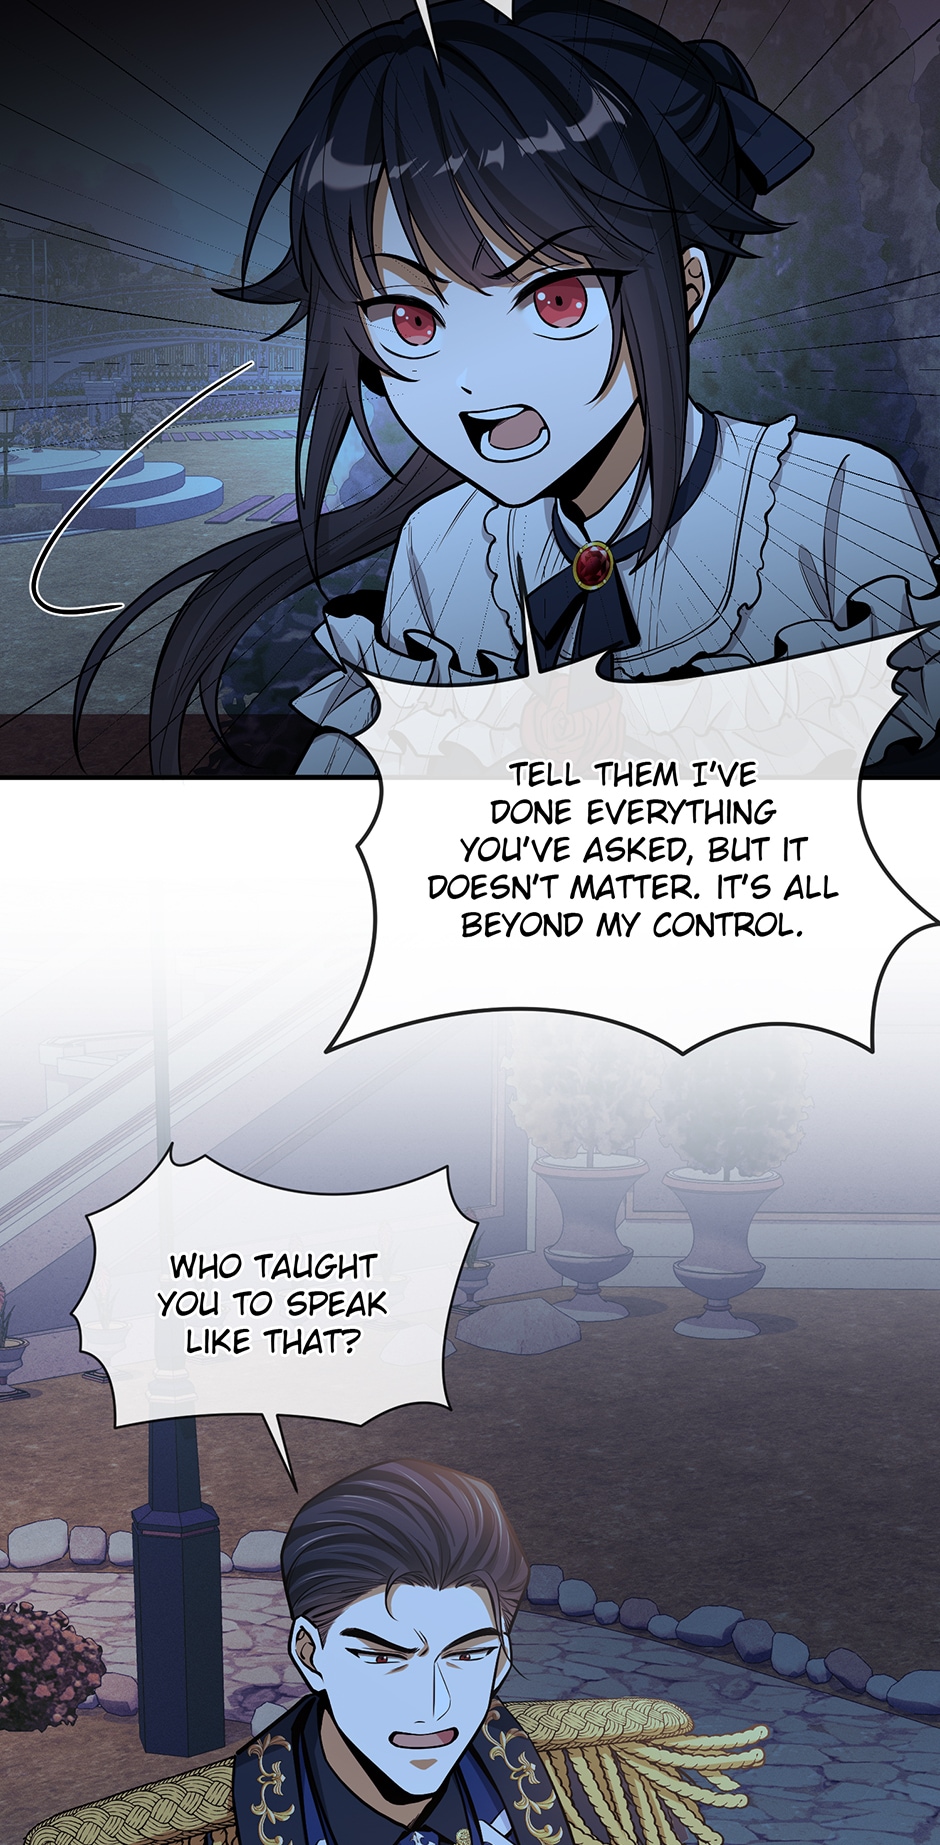 TELL THEM I'VE
DONE EVERYTHING
YOU'VE ASKED, BUT IT
DOESN'T MATTER. IT'S ALL
BEYOND MY CONTROL.
WHO TAUGHT
YOU TO SPEAK
LIKE THAT?